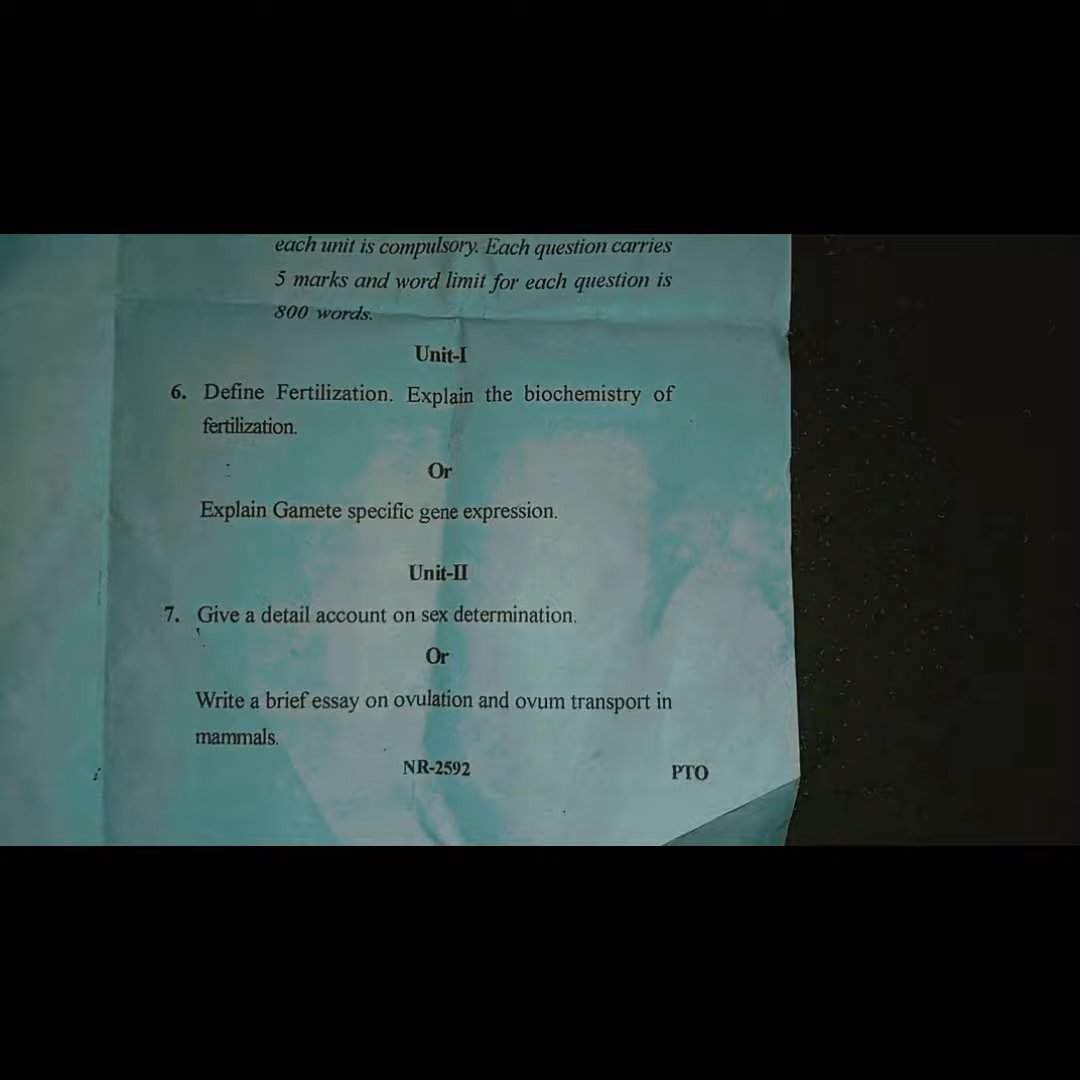 each unit is compulsory. Each question carries
5 marks and word limit for each question is
800 words.
Unit-I
6. Define Fertilization. Explain the biochemistry of
fertilization.
Or
Explain Gamete specific gene expression.
Unit-II
7. Give a detail account on sex determination.
Or
Write a brief essay on ovulation and ovum transport in
mammals.
NR-2592 PTO